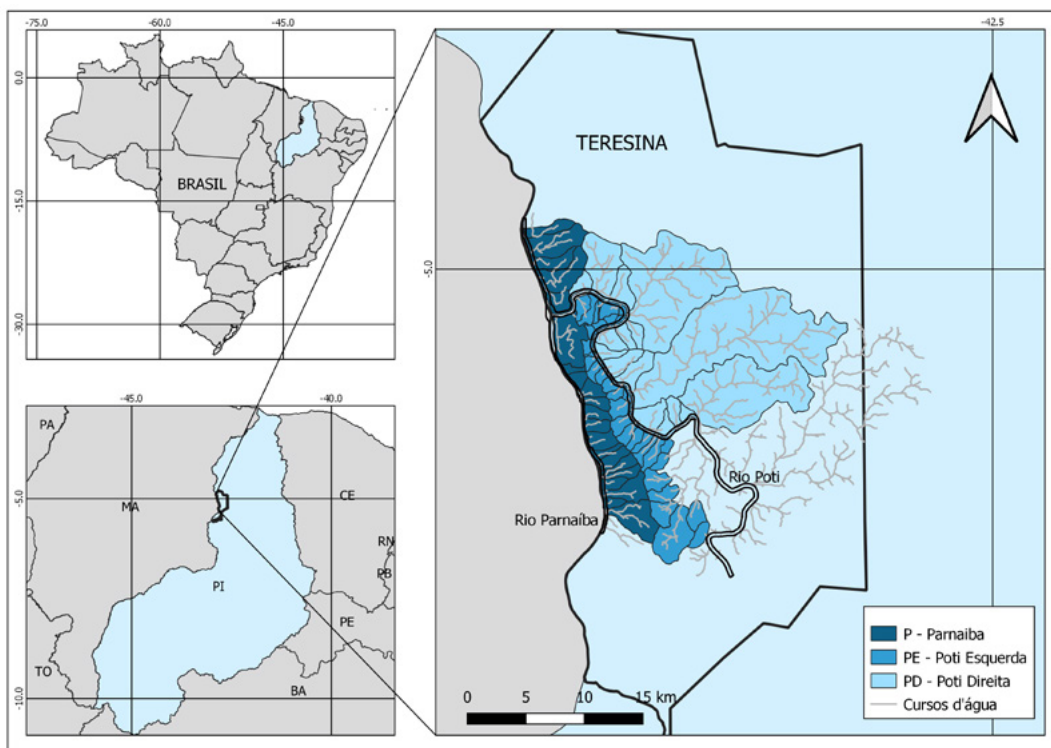 -75.0
-60.0
-45.0
0.0
-15.0
-30.0
BRASIL
-45.0
-40.0
-5.0
-10.0
PA
MA
CE
RN
PB
PI
PE
TO
BA
-42.5
-5.0
TERESINA
Rio Poti
Rio Parnaíba
P - Parnaiba
PE - Poti Esquerda
PD - Poti Direita
Cursos d'água
0 5 10 15 km